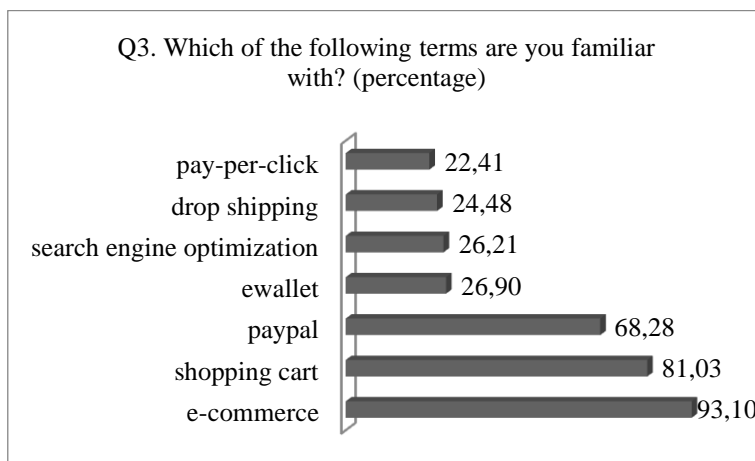 Q3. Which of the following terms are you familiar
with? (percentage)
pay-per-click 22,41
drop shipping 24,48
search engine optimization 26,21
ewallet 26,90
paypal 68,28
shopping cart 81,03
e-commerce 93,10